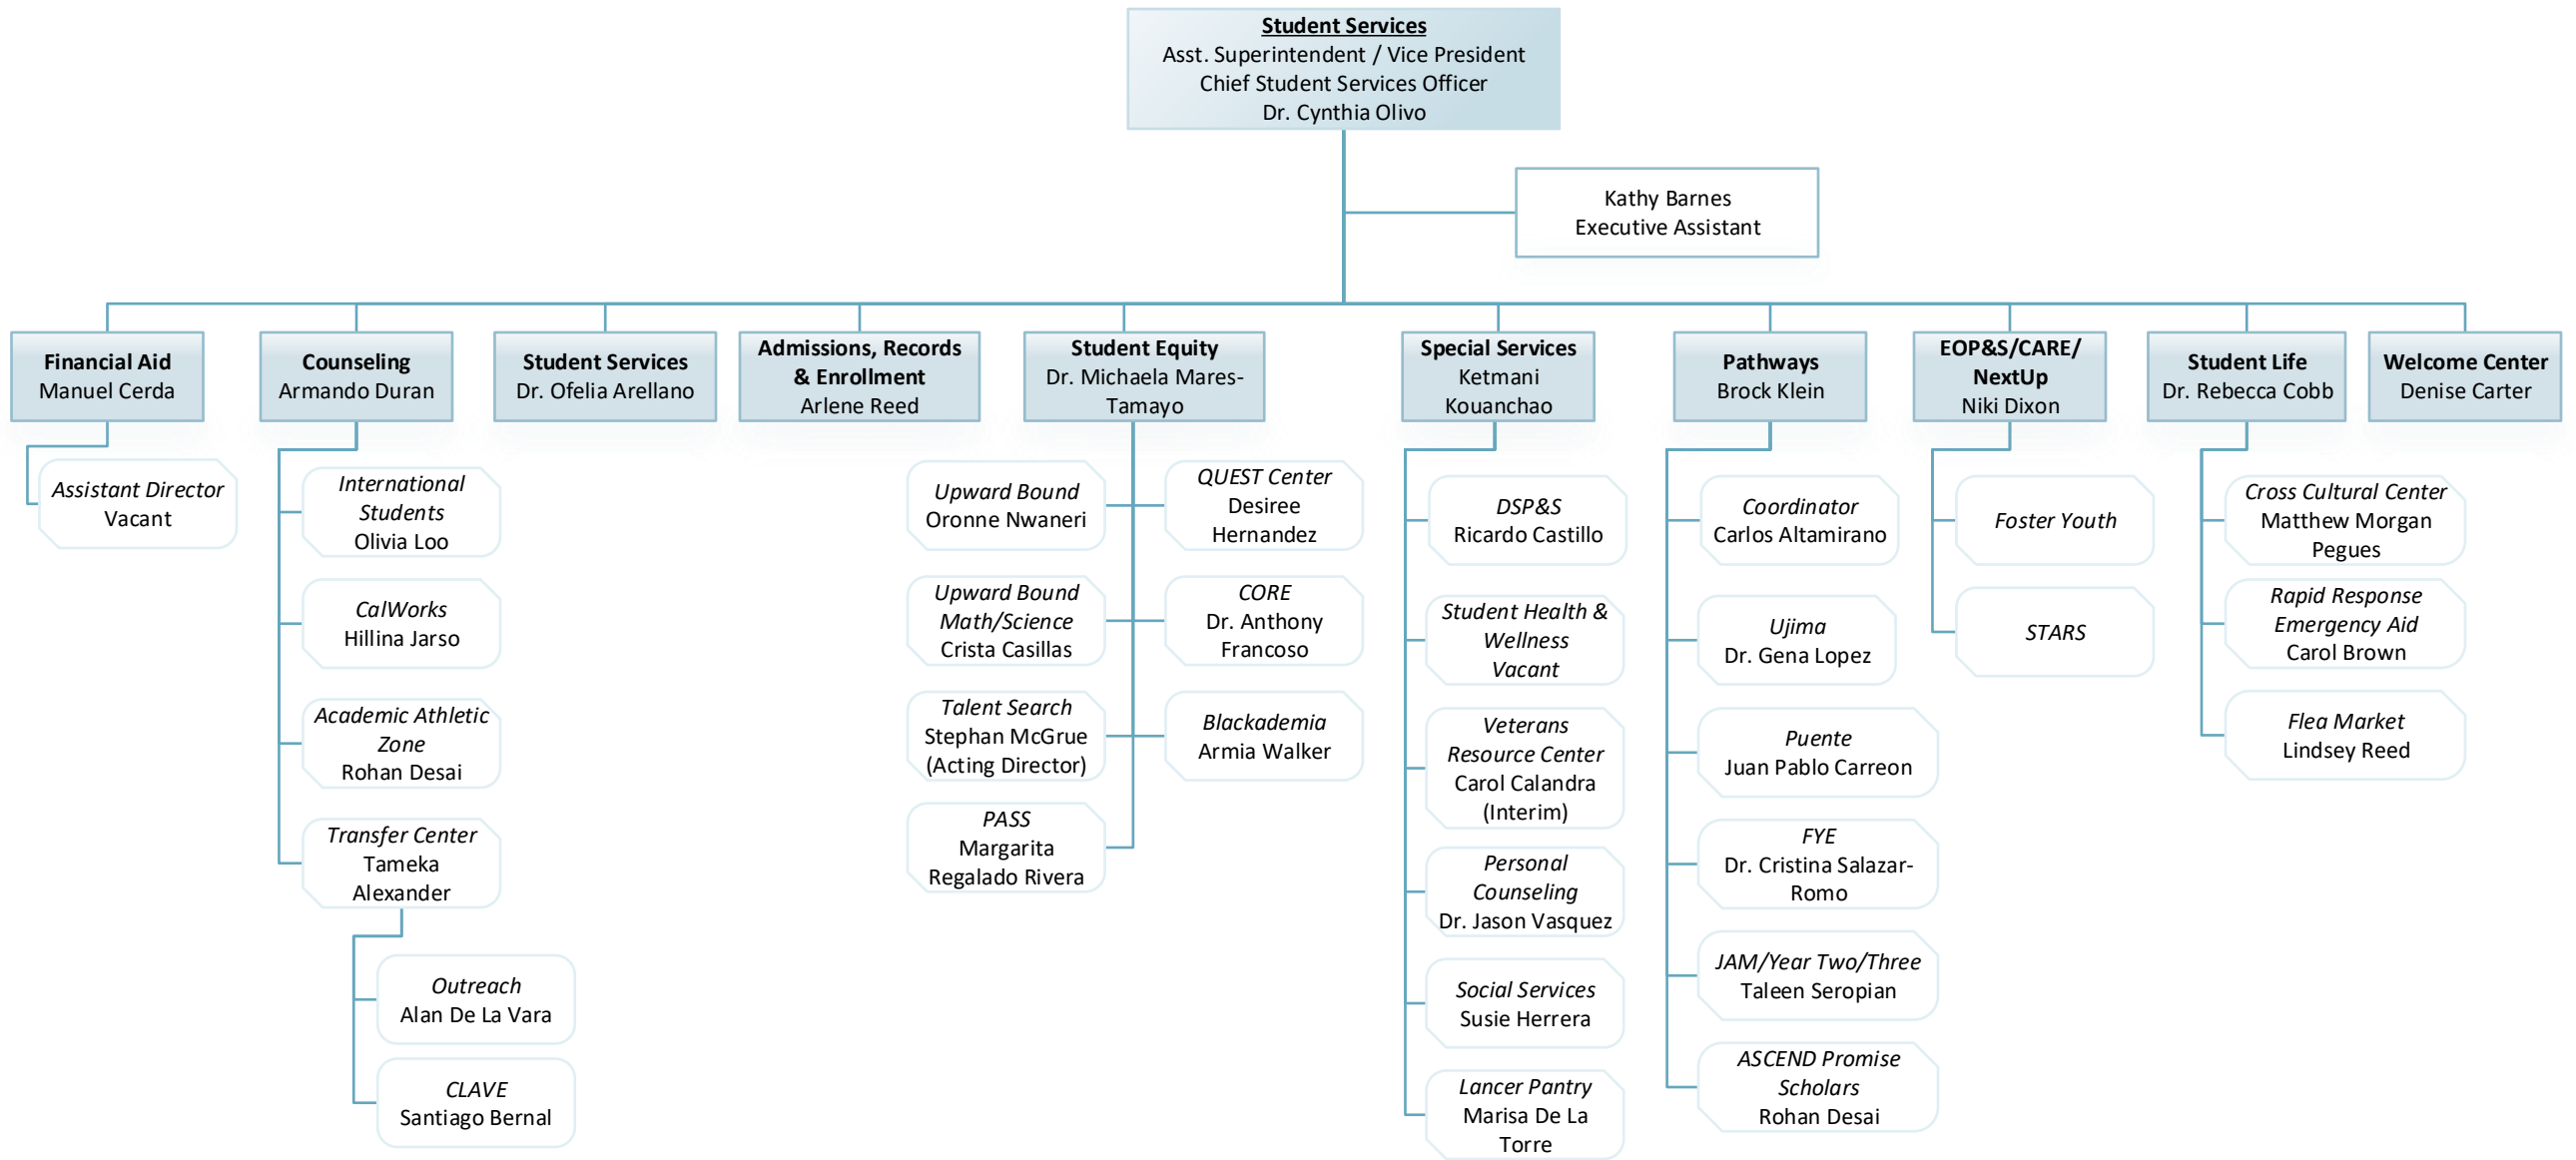 Student Services
Asst. Superintendent / Vice President
Chief Student Services Officer
Dr. Cynthia Olivo
Kathy Barnes
Executive Assistant
Financial Aid
Manuel Cerda
Counseling
Armando Duran
Student Services
Dr. Ofelia Arellano
Admissions, Records
& Enrollment
Arlene Reed
Student Equity
Dr. Michaela Mares-
Tamayo
Special Services
Ketmani
Kouanchao
Pathways
Brock Klein
EOP&S/CARE/
NextUp
Niki Dixon
Student Life
Dr. Rebecca Cobb
Welcome Center
Denise Carter
Assistant Director
Vacant
International
Students
Olivia Loo
CalWorks
Hillina Jarso
Academic Athletic
Zone
Rohan Desai
Transfer Center
Tameka
Alexander
Outreach
Alan De La Vara
CLAVE
Santiago Bernal
Upward Bound
Oronne Nwaneri
Upward Bound
Math/Science
Crista Casillas
Talent Search
Stephan McGrue
(Acting Director)
PASS
Margarita
Regalado Rivera
QUEST Center
Desiree
Hernandez
CORE
Dr. Anthony
Francoso
Blackademia
Armia Walker
DSP&S
Ricardo Castillo
Student Health &
Wellness
Vacant
Veterans
Resource Center
Carol Calandra
(Interim)
Personal
Counseling
Dr. Jason Vasquez
Social Services
Susie Herrera
Lancer Pantry
Marisa De La
Torre
Coordinator
Carlos Altamirano
Ujima
Dr. Gena Lopez
Puente
Juan Pablo Carreon
FYE
Dr. Cristina Salazar-
Romo
JAM/Year Two/Three
Taleen Seropian
ASCEND Promise
Scholars
Rohan Desai
Foster Youth
STARS
Cross Cultural Center
Matthew Morgan
Pegues
Rapid Response
Emergency Aid
Carol Brown
Flea Market
Lindsey Reed